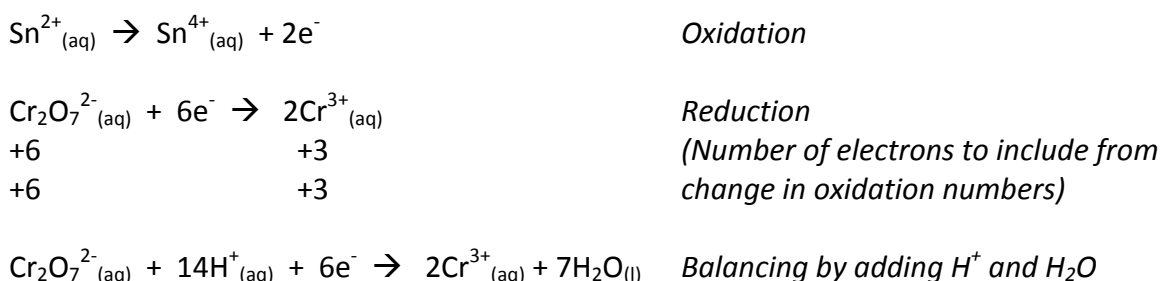 Sn²⁺₍ₐq₎ → Sn⁴⁺₍ₐq₎ + 2e⁻ Oxidation
Cr₂O₇²⁻₍ₐq₎ + 6e⁻ → 2Cr³⁺₍ₐq₎ Reduction
+6 +3 (Number of electrons to include from
+6 +3 change in oxidation numbers)
Cr₂O₇²⁻₍ₐq₎ + 14H⁺₍ₐq₎ + 6e⁻ → 2Cr³⁺₍ₐq₎ + 7H₂O₍ₗ₎ Balancing by adding H⁺ and H₂O